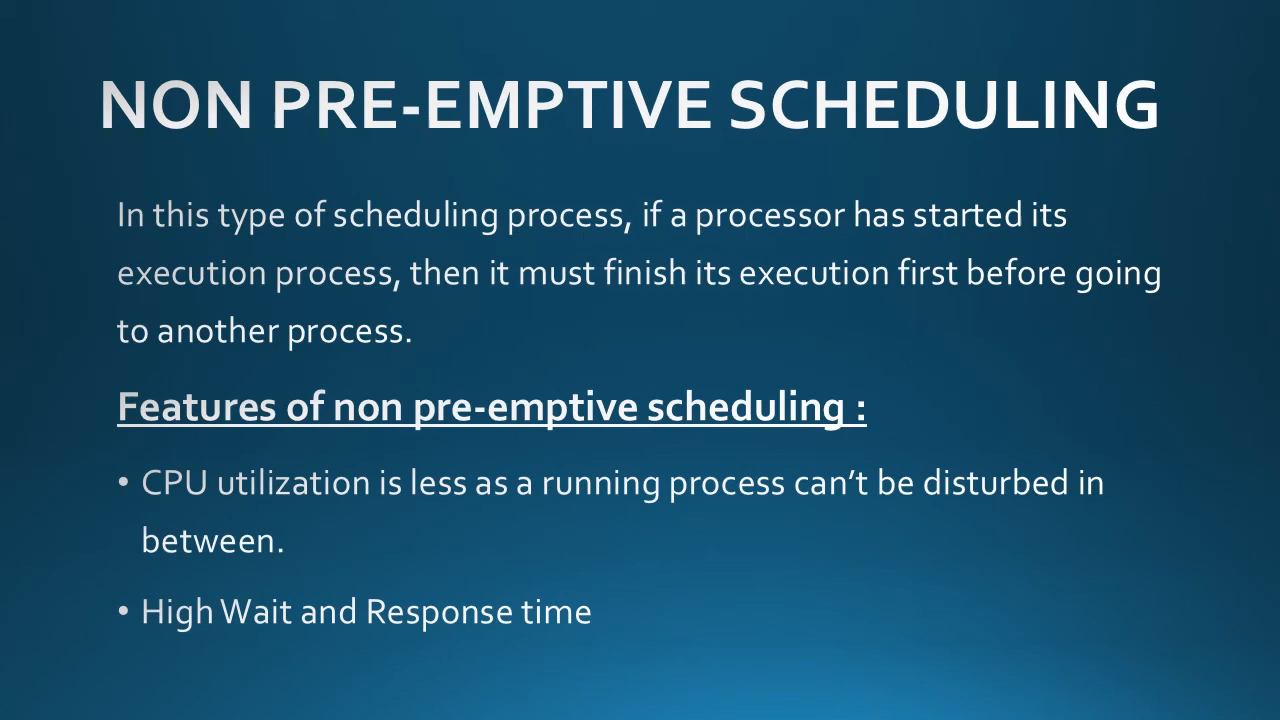 NON PRE-EMPTIVE SCHEDULING
In this type of scheduling process, if a processor has started its
execution process, then it must finish its execution first before going
to another process.
Features of non pre-emptive scheduling :
• CPU utilization is less as a running process can’t be disturbed in
between.
• High Wait and Response time